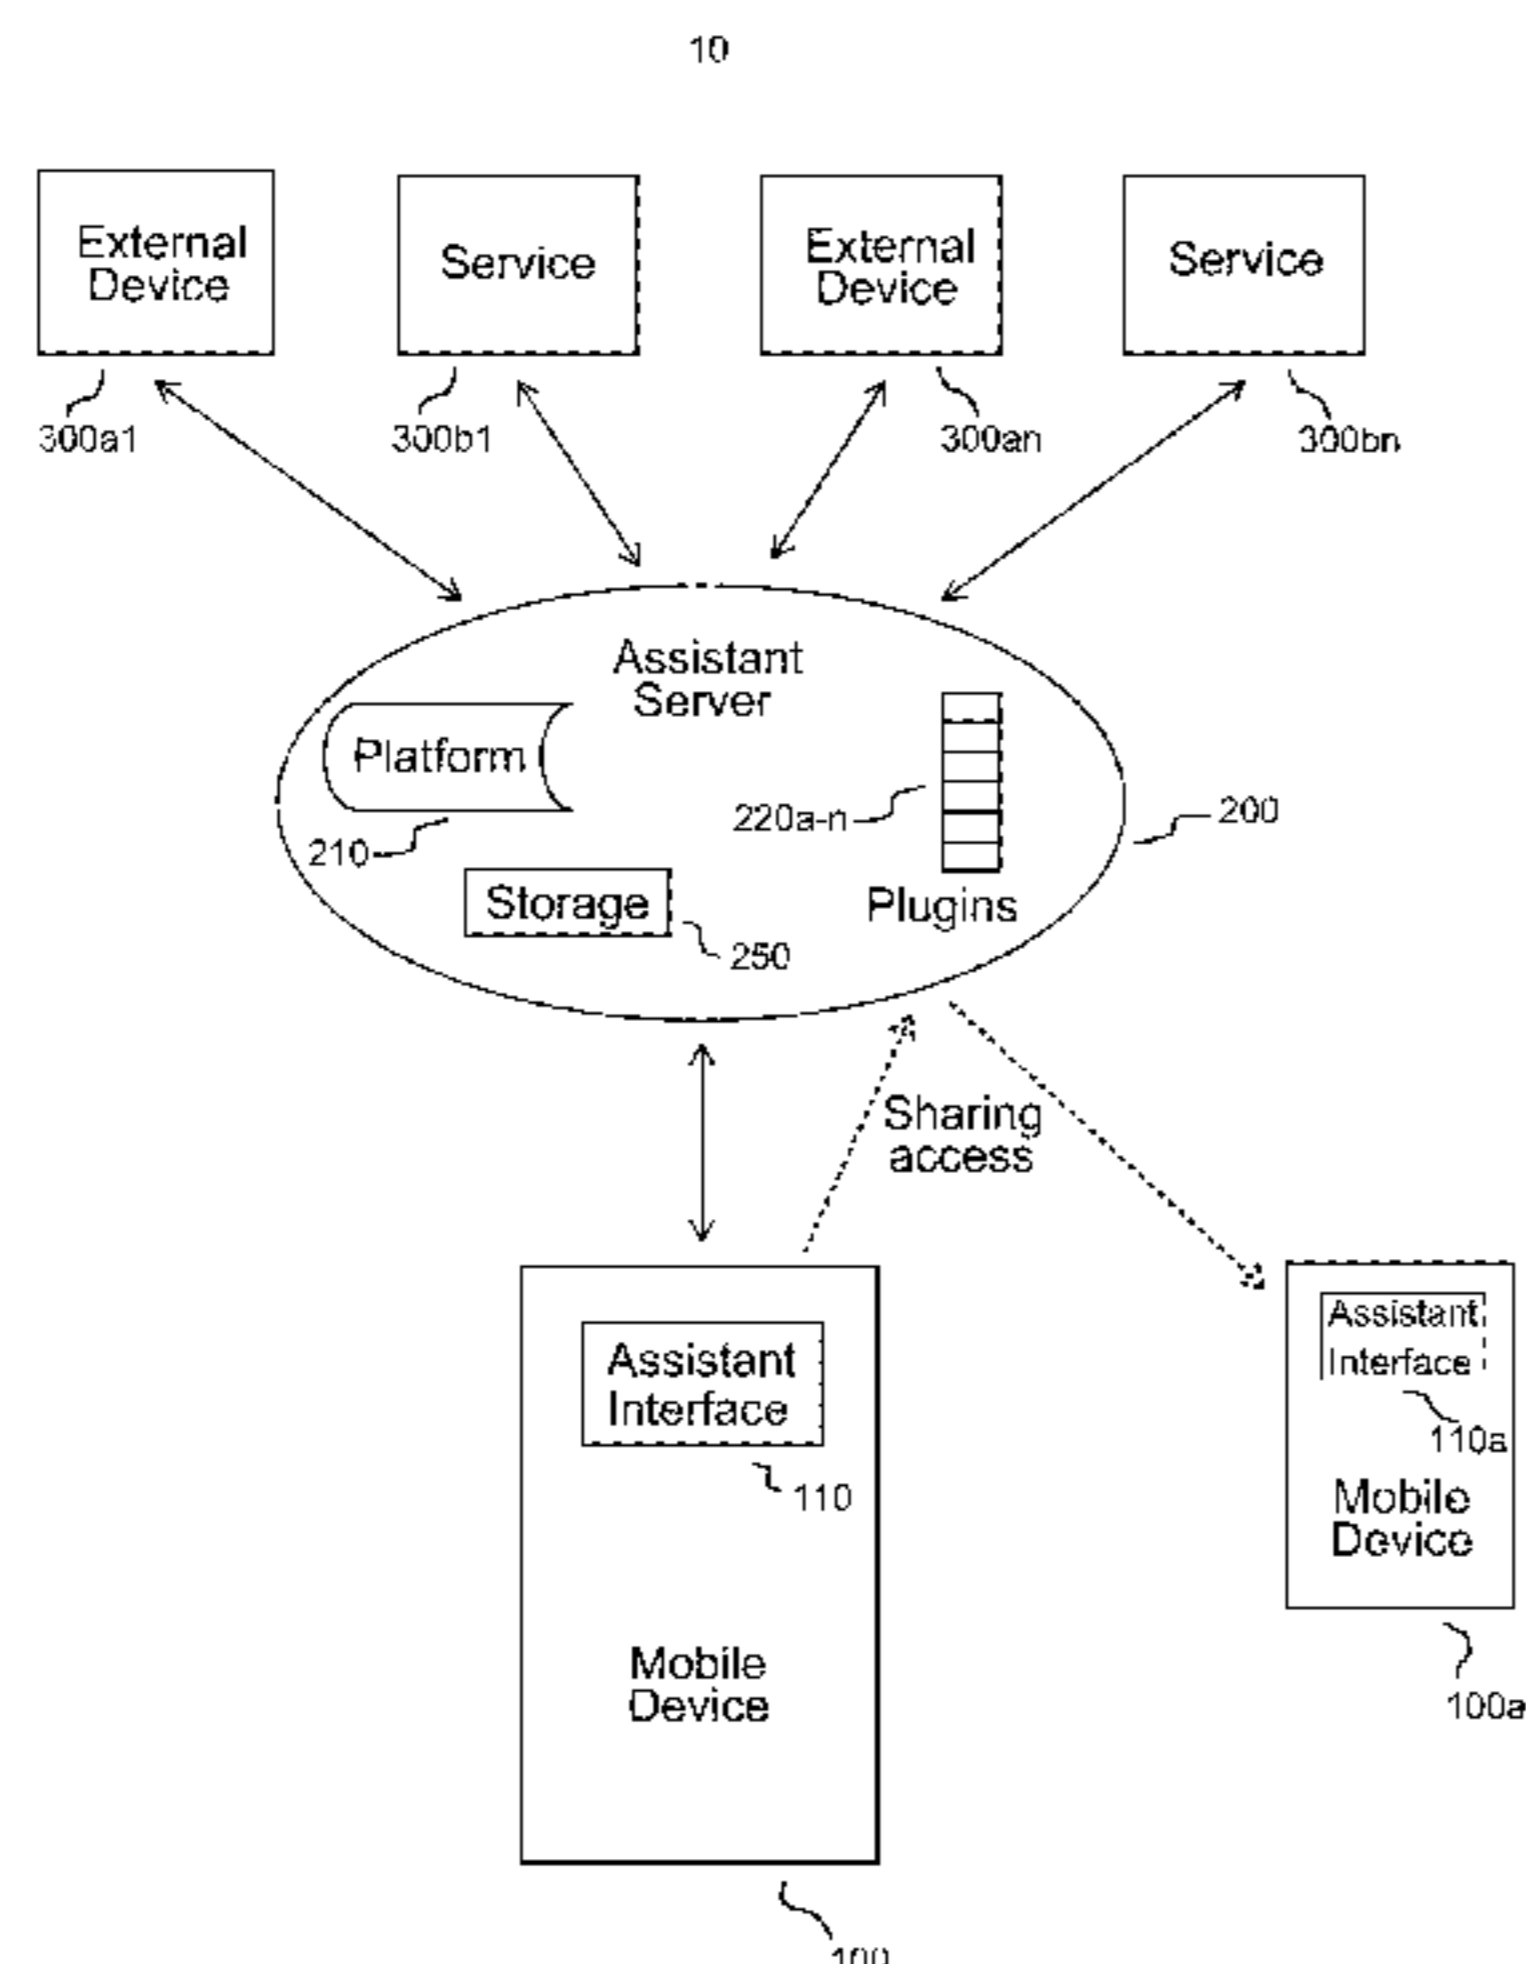 10
External
Device
Service
External
Device
Service
300a1
300b1
300an
300bn
Assistant
Server
Platform
220a-n
200
210
Storage
Plugins
250
Sharing
access
Assistant
Interface
110
Mobile
Device
100
Assistant
Interface
110a
Mobile
Device
100a